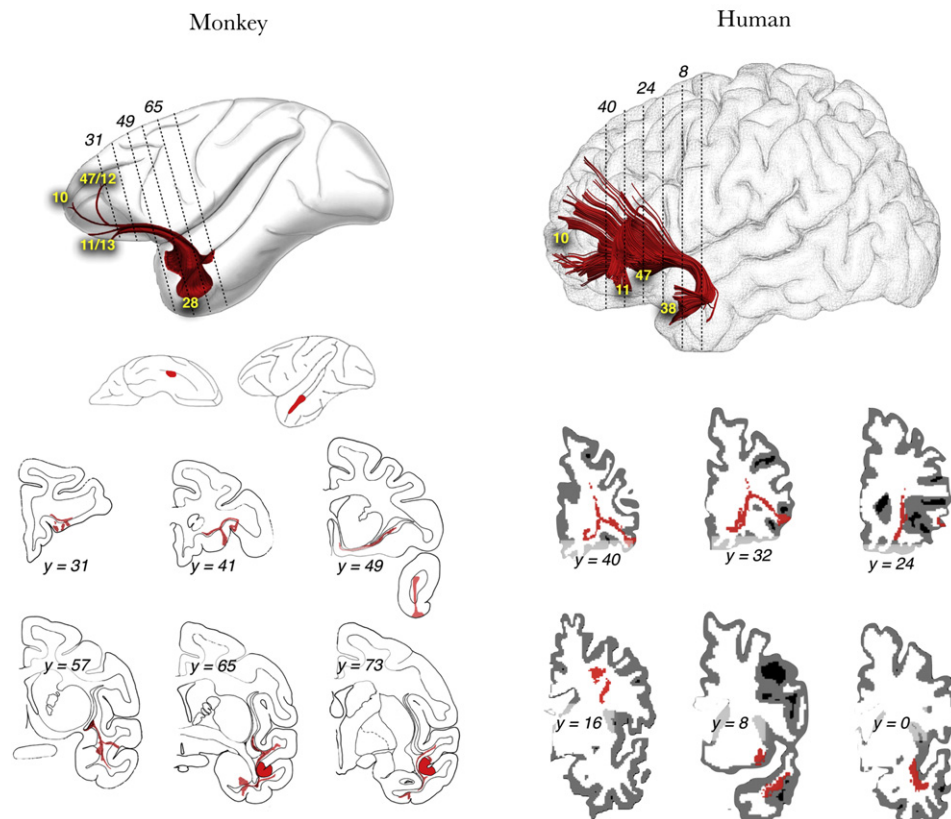 Monkey
Human
65
49
31
47/12
10
11/13
28
8
24
40
10
47
11
38
y = 31
y = 41
y = 49
y = 57
y = 65
y = 73
y = 40
y = 32
y = 24
y = 16
y = 8
y = 0